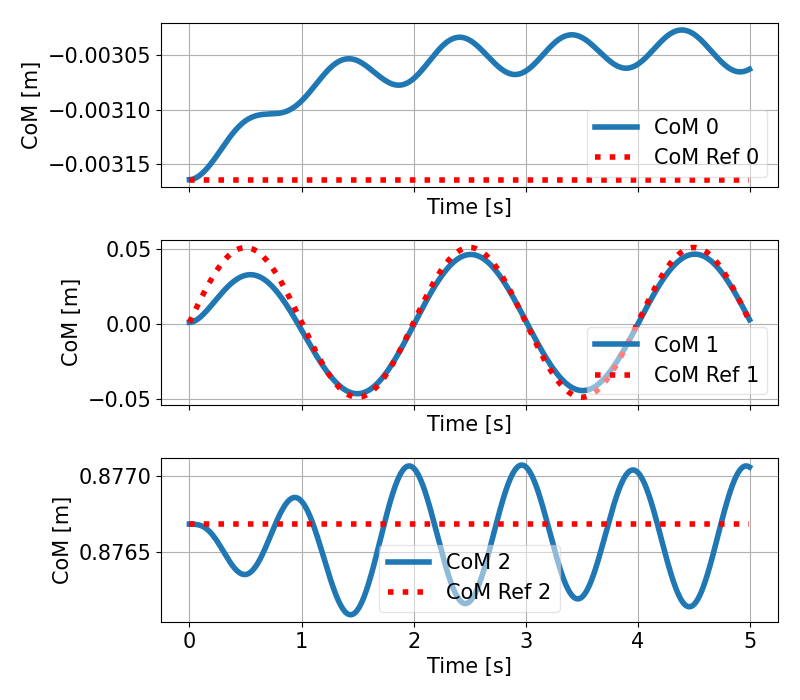 CoM [m]
−0.00305
−0.00310
−0.00315
CoM 0
CoM Ref 0
Time [s]
CoM [m]
0.05
0.00
−0.05
CoM 1
CoM Ref 1
Time [s]
CoM [m]
0.8770
0.8765
CoM 2
CoM Ref 2
0 1 2 3 4 5
Time [s]